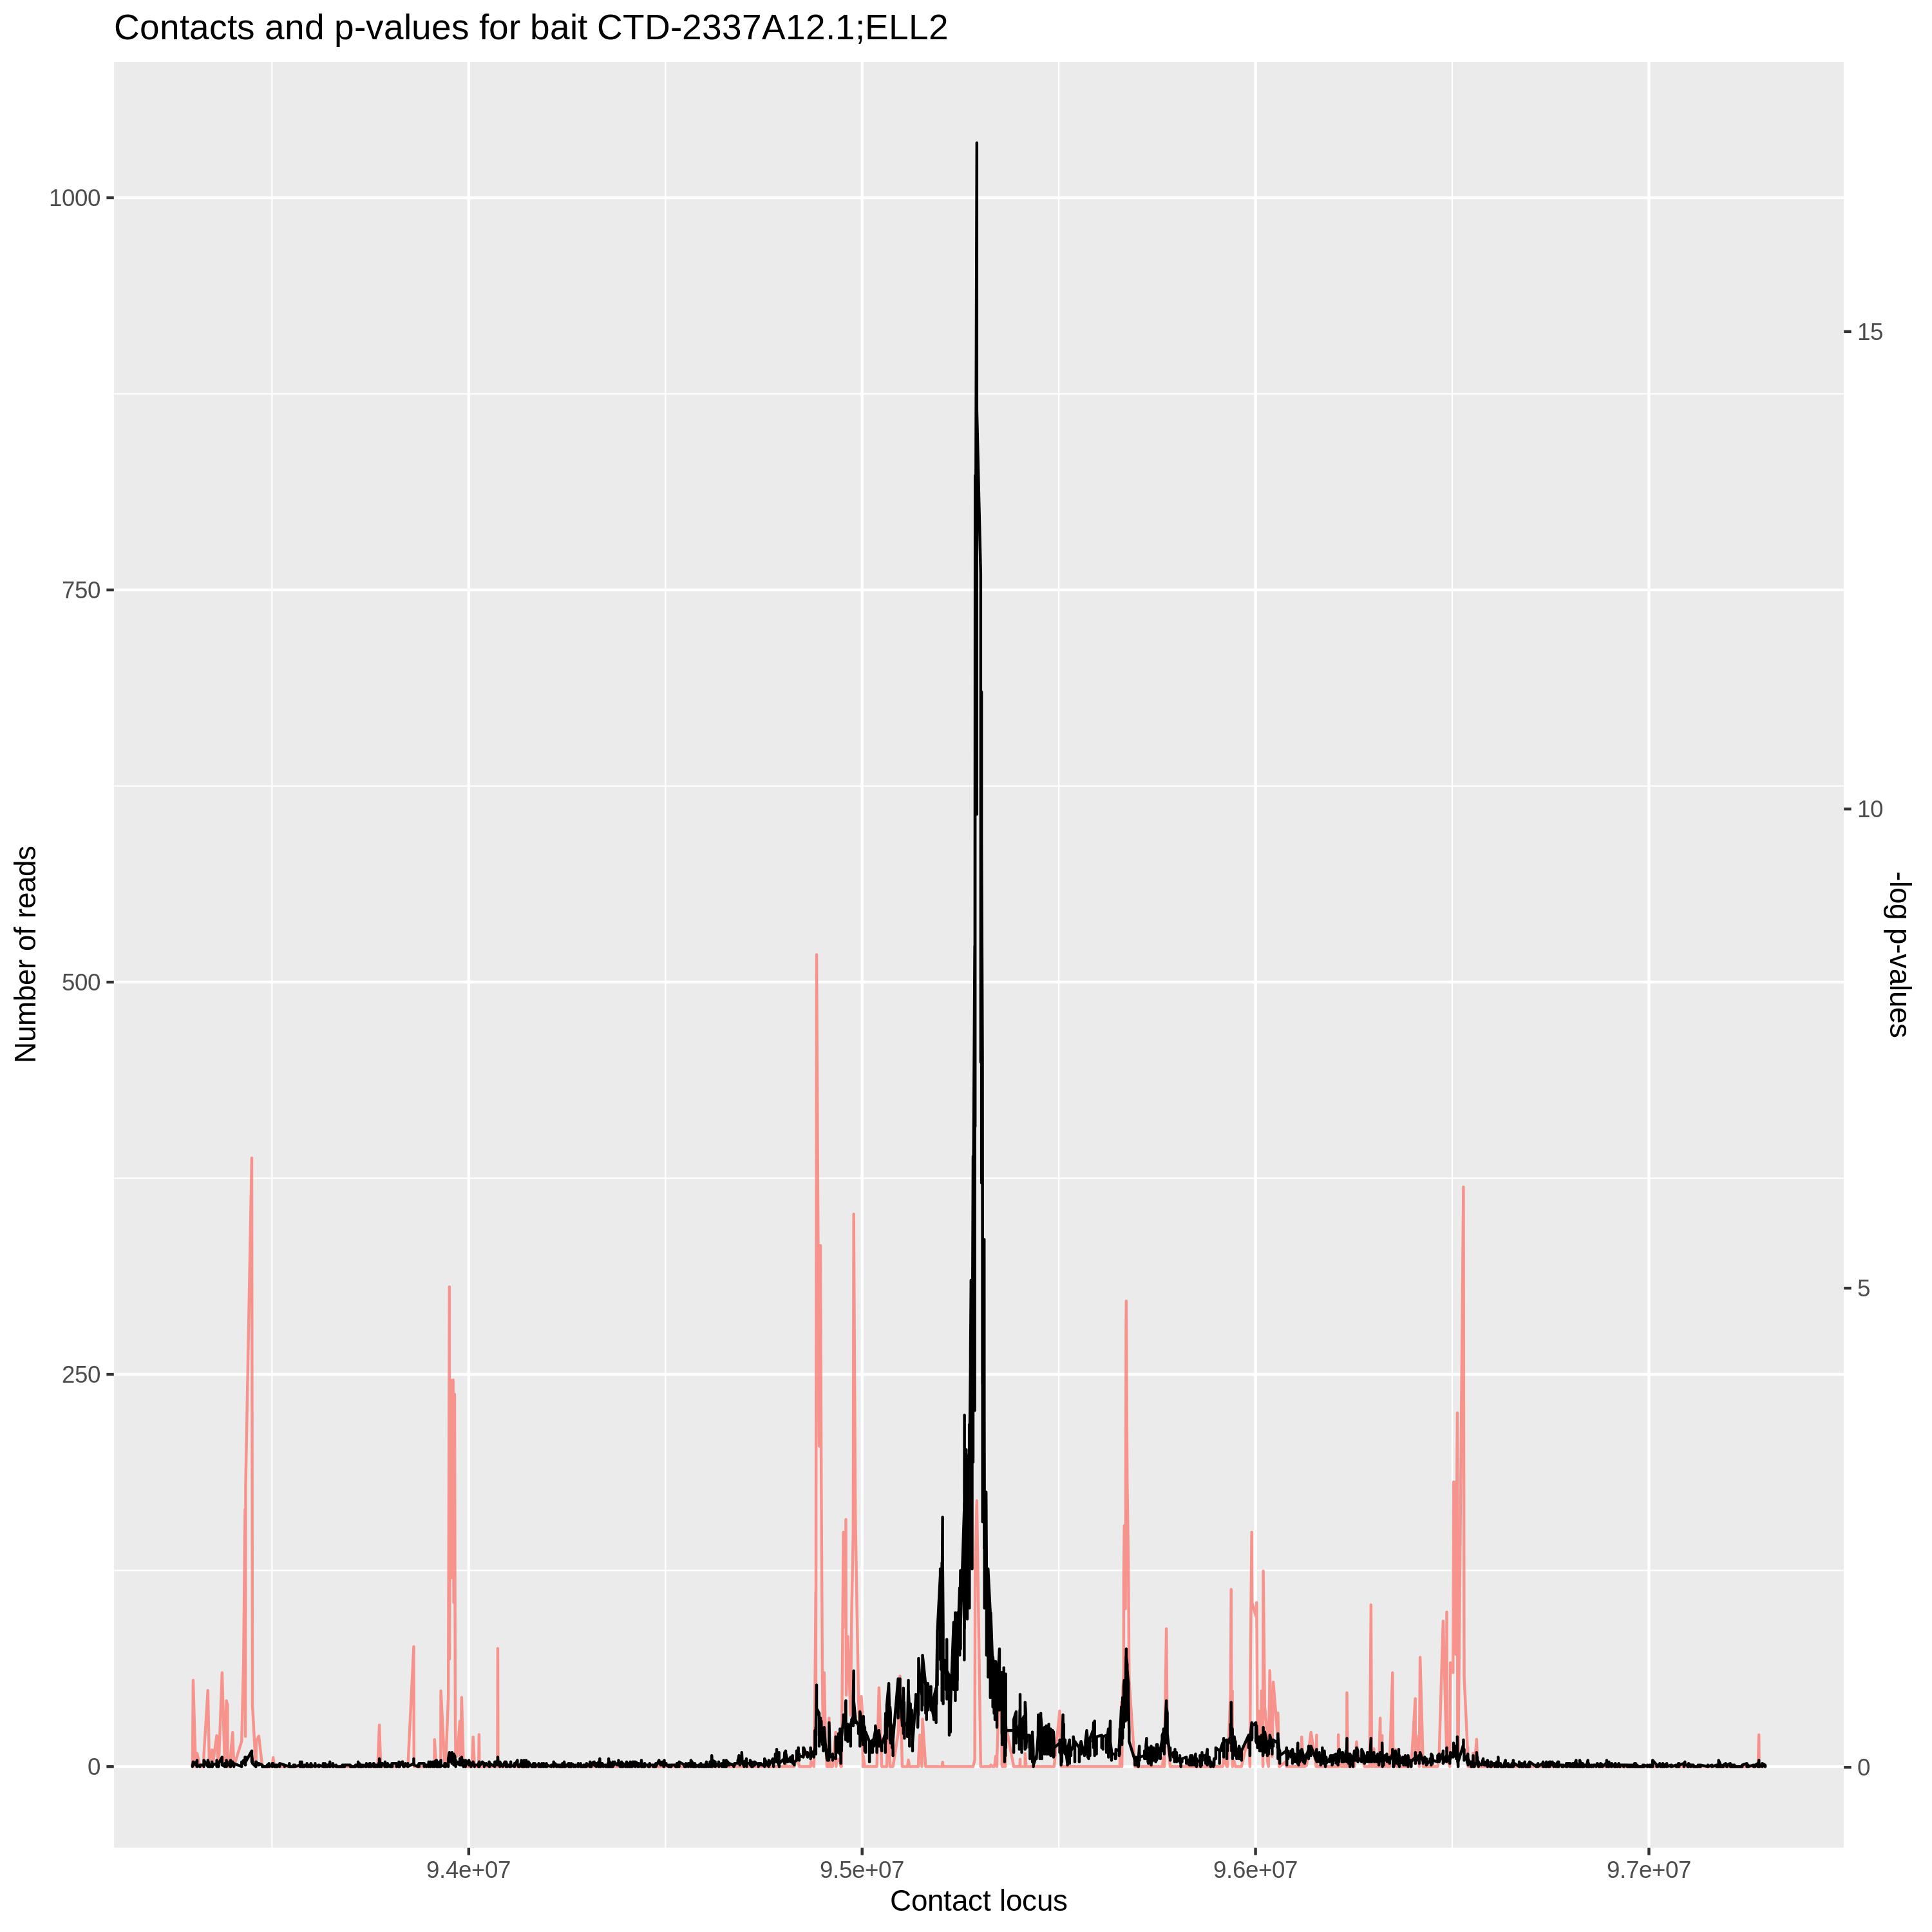 Contacts and p-values for bait CTD-2337A12.1;ELL2
1000
750
500
250
0
Number of reads
15
10
5
0
-log p-values
9.4e+07
9.5e+07
9.6e+07
9.7e+07
Contact locus